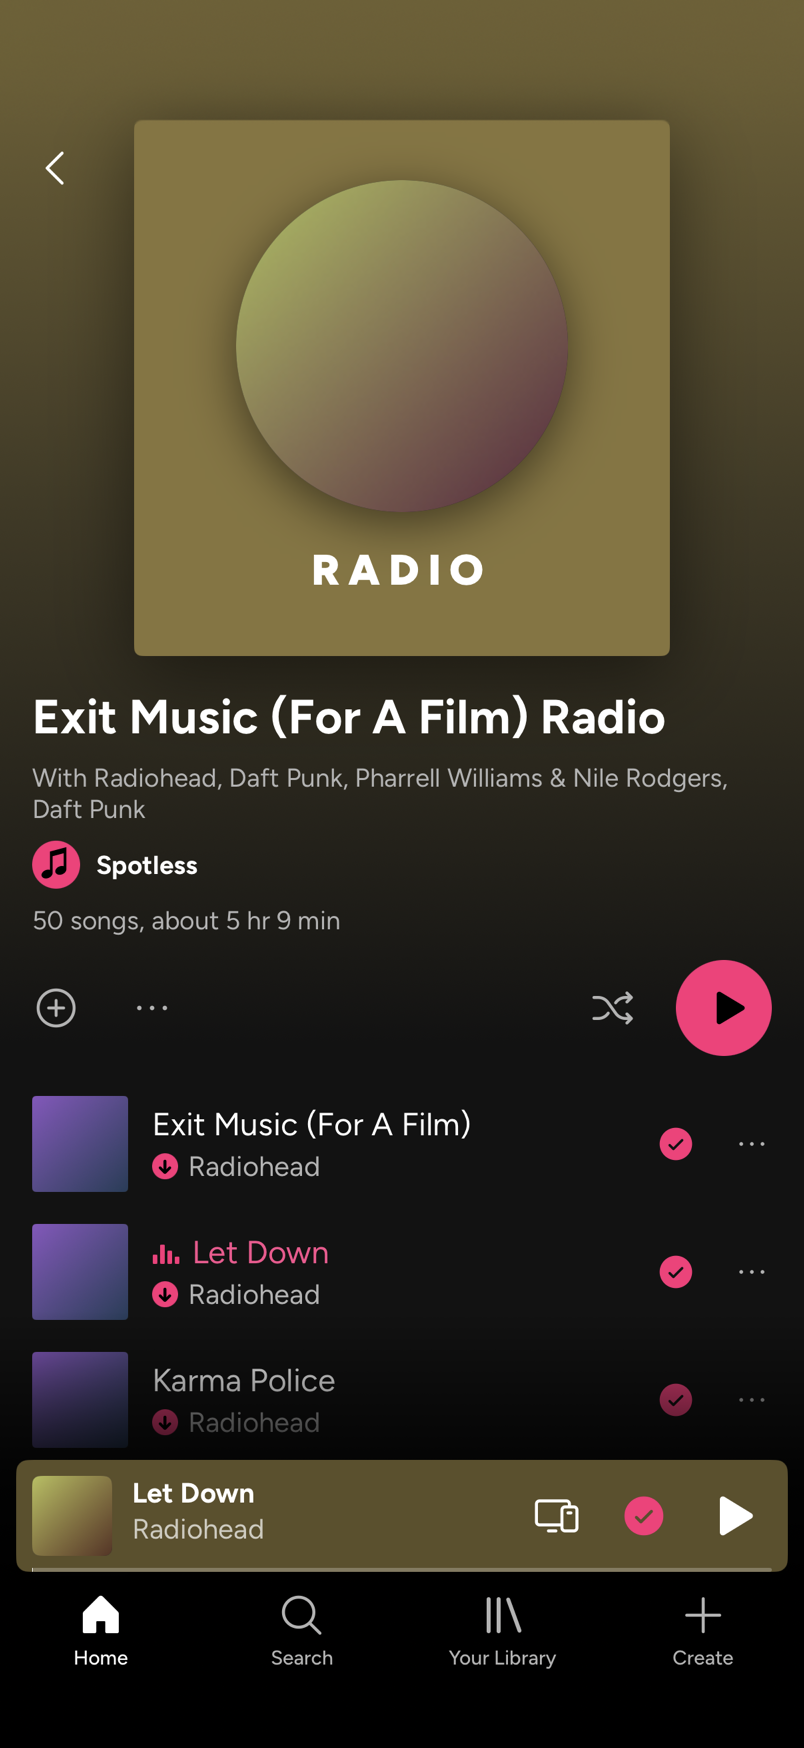 RADIO
Exit Music (For A Film) Radio
With Radiohead, Daft Punk, Pharrell Williams & Nile Rodgers,
Daft Punk
Spotless
50 songs, about 5 hr 9 min
Exit Music (For A Film)
Radiohead
Let Down
Radiohead
Karma Police
Radiohead
Let Down
Radiohead
Home
Search
Your Library
Create